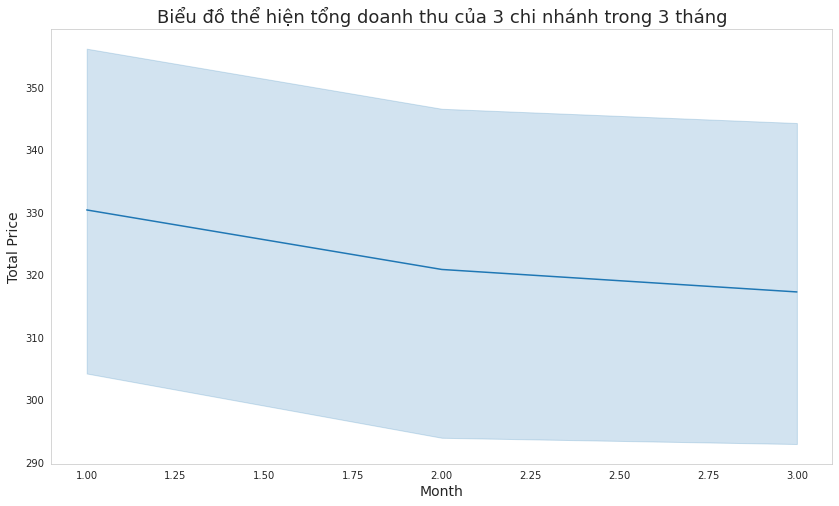 Biểu đồ thể hiện tổng doanh thu của 3 chi nhánh trong 3 tháng
Total Price
350
340
330
320
310
300
290
1.00 1.25 1.50 1.75 2.00 2.25 2.50 2.75 3.00
Month